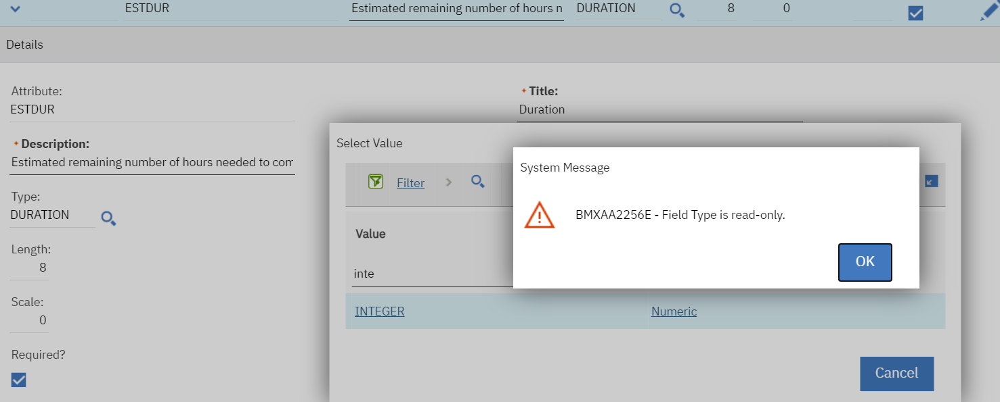 ESTDUR Estimated remaining number of hours n DURATION 8 0
Details
Attribute:
ESTDUR
Title:
Duration
Description:
Estimated remaining number of hours needed to com
Type:
DURATION
Length:
8
Scale:
0
Required?
Select Value
Filter
Value
inte
INTEGER Numeric
Cancel
System Message
BMXAA2256E - Field Type is read-only.
OK